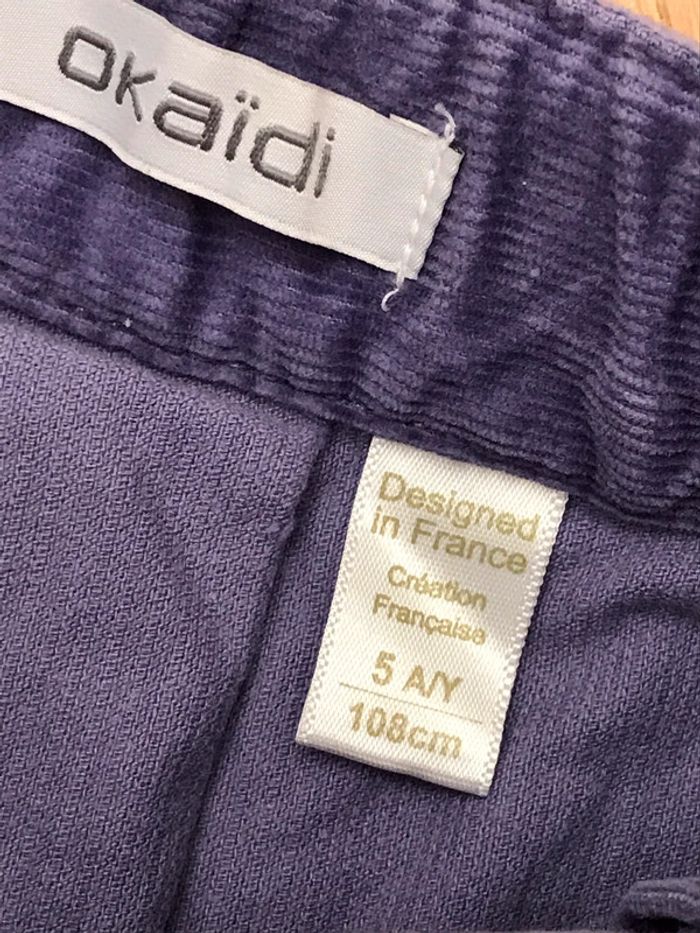 okaïdi
Designed
in France
Création
Française
5 A/Y
108cm